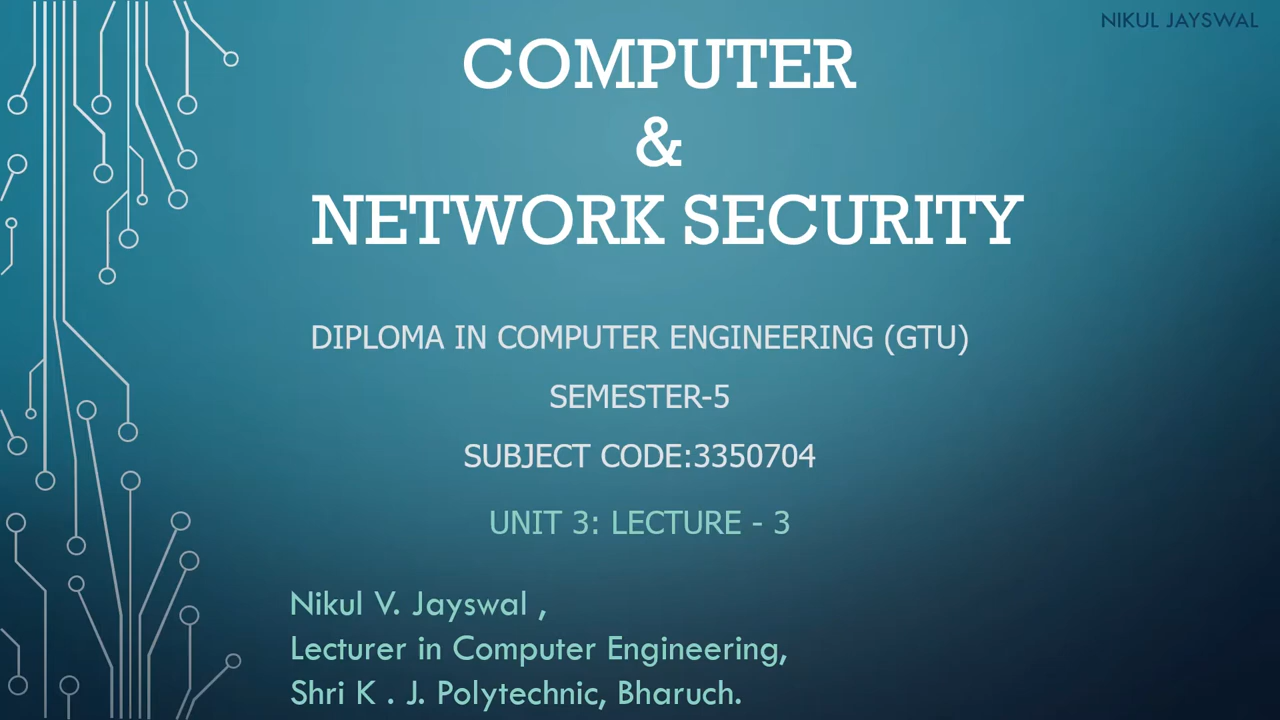 NIKUL JAYSWAL
COMPUTER
&
NETWORK SECURITY
DIPLOMA IN COMPUTER ENGINEERING (GTU)
SEMESTER-5
SUBJECT CODE:3350704
UNIT 3: LECTURE - 3
Nikul V. Jayswal ,
Lecturer in Computer Engineering,
Shri K . J. Polytechnic, Bharuch.